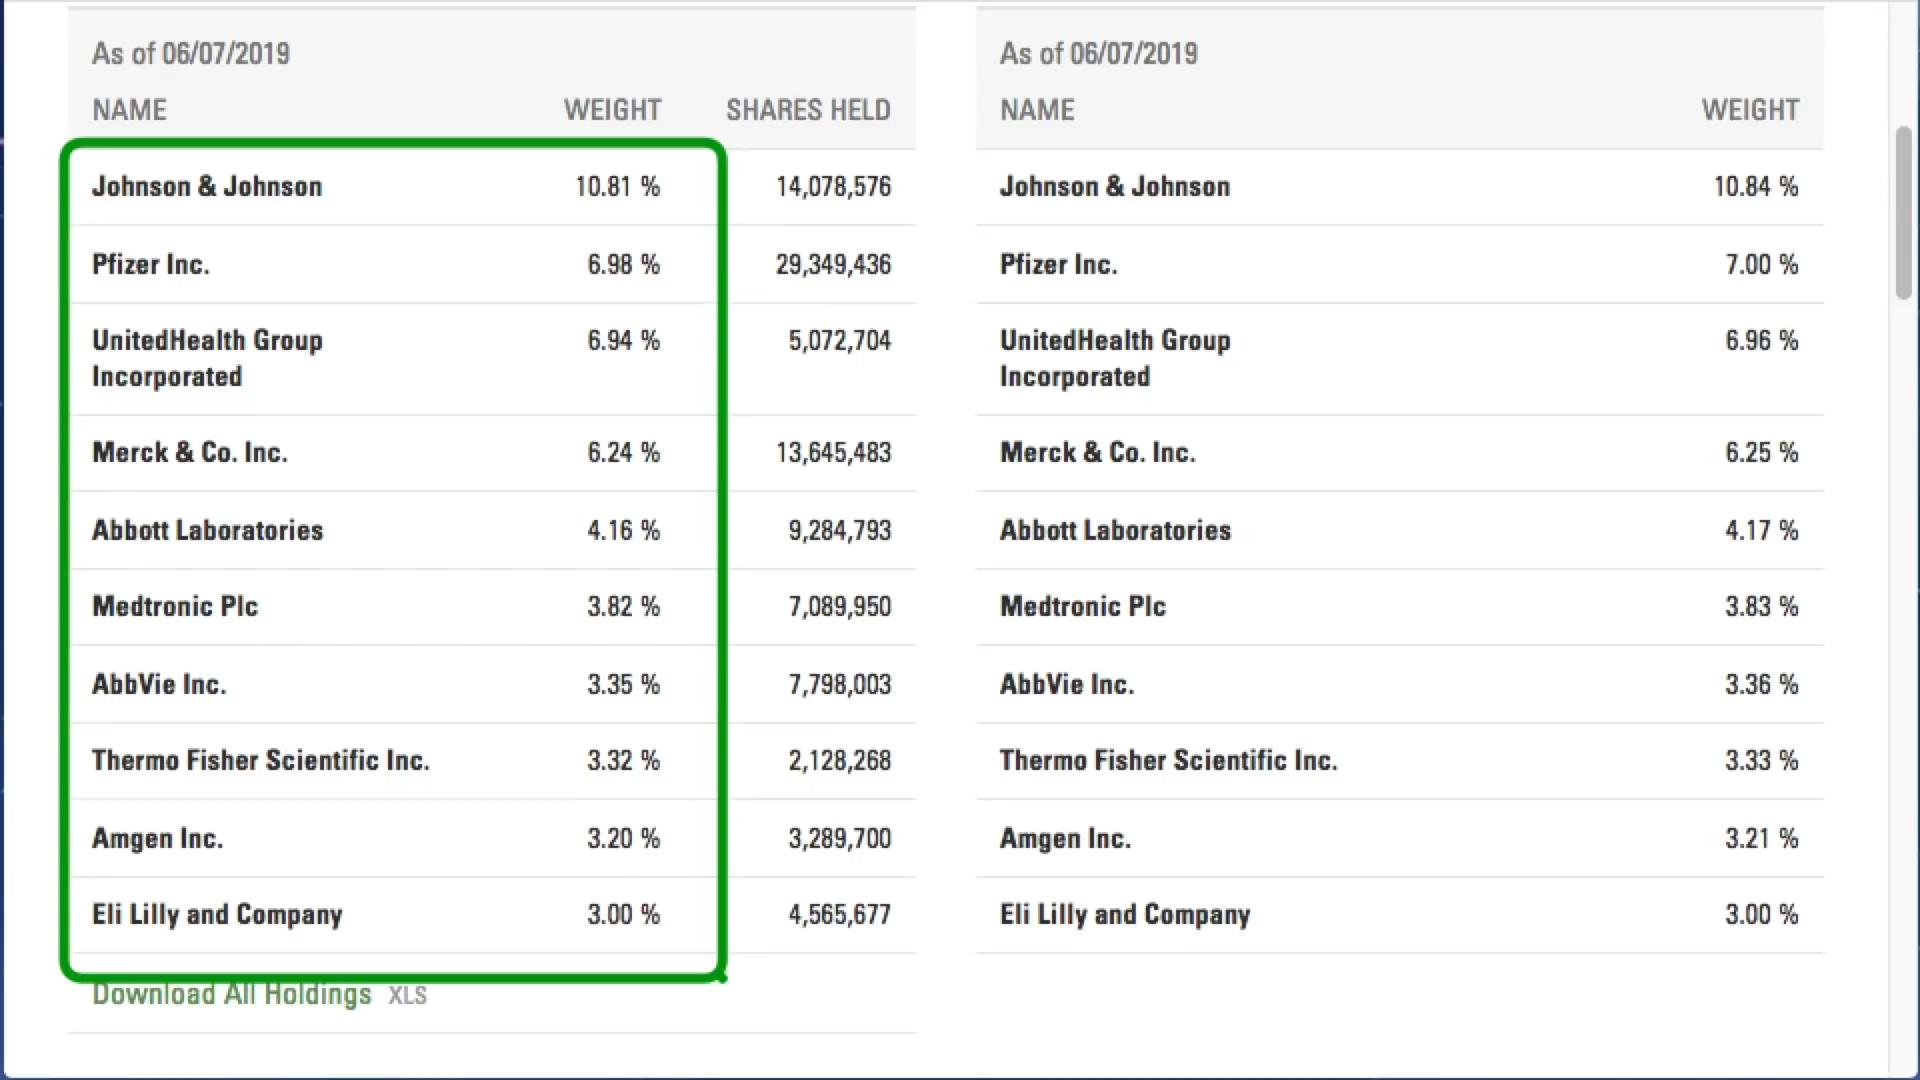 As of 06/07/2019
NAME WEIGHT SHARES HELD
Johnson & Johnson 10.81 % 14,078,576
Pfizer Inc. 6.98 % 29,349,436
UnitedHealth Group 6.94 % 5,072,704
Incorporated
Merck & Co. Inc. 6.24 % 13,645,483
Abbott Laboratories 4.16 % 9,284,793
Medtronic Plc 3.82 % 7,089,950
AbbVie Inc. 3.35 % 7,798,003
Thermo Fisher Scientific Inc. 3.32 % 2,128,268
Amgen Inc. 3.20 % 3,289,700
Eli Lilly and Company 3.00 % 4,565,677
Download All Holdings XLS
As of 06/07/2019
NAME WEIGHT
Johnson & Johnson 10.84 %
Pfizer Inc. 7.00 %
UnitedHealth Group 6.96 %
Incorporated
Merck & Co. Inc. 6.25 %
Abbott Laboratories 4.17 %
Medtronic Plc 3.83 %
AbbVie Inc. 3.36 %
Thermo Fisher Scientific Inc. 3.33 %
Amgen Inc. 3.21 %
Eli Lilly and Company 3.00 %